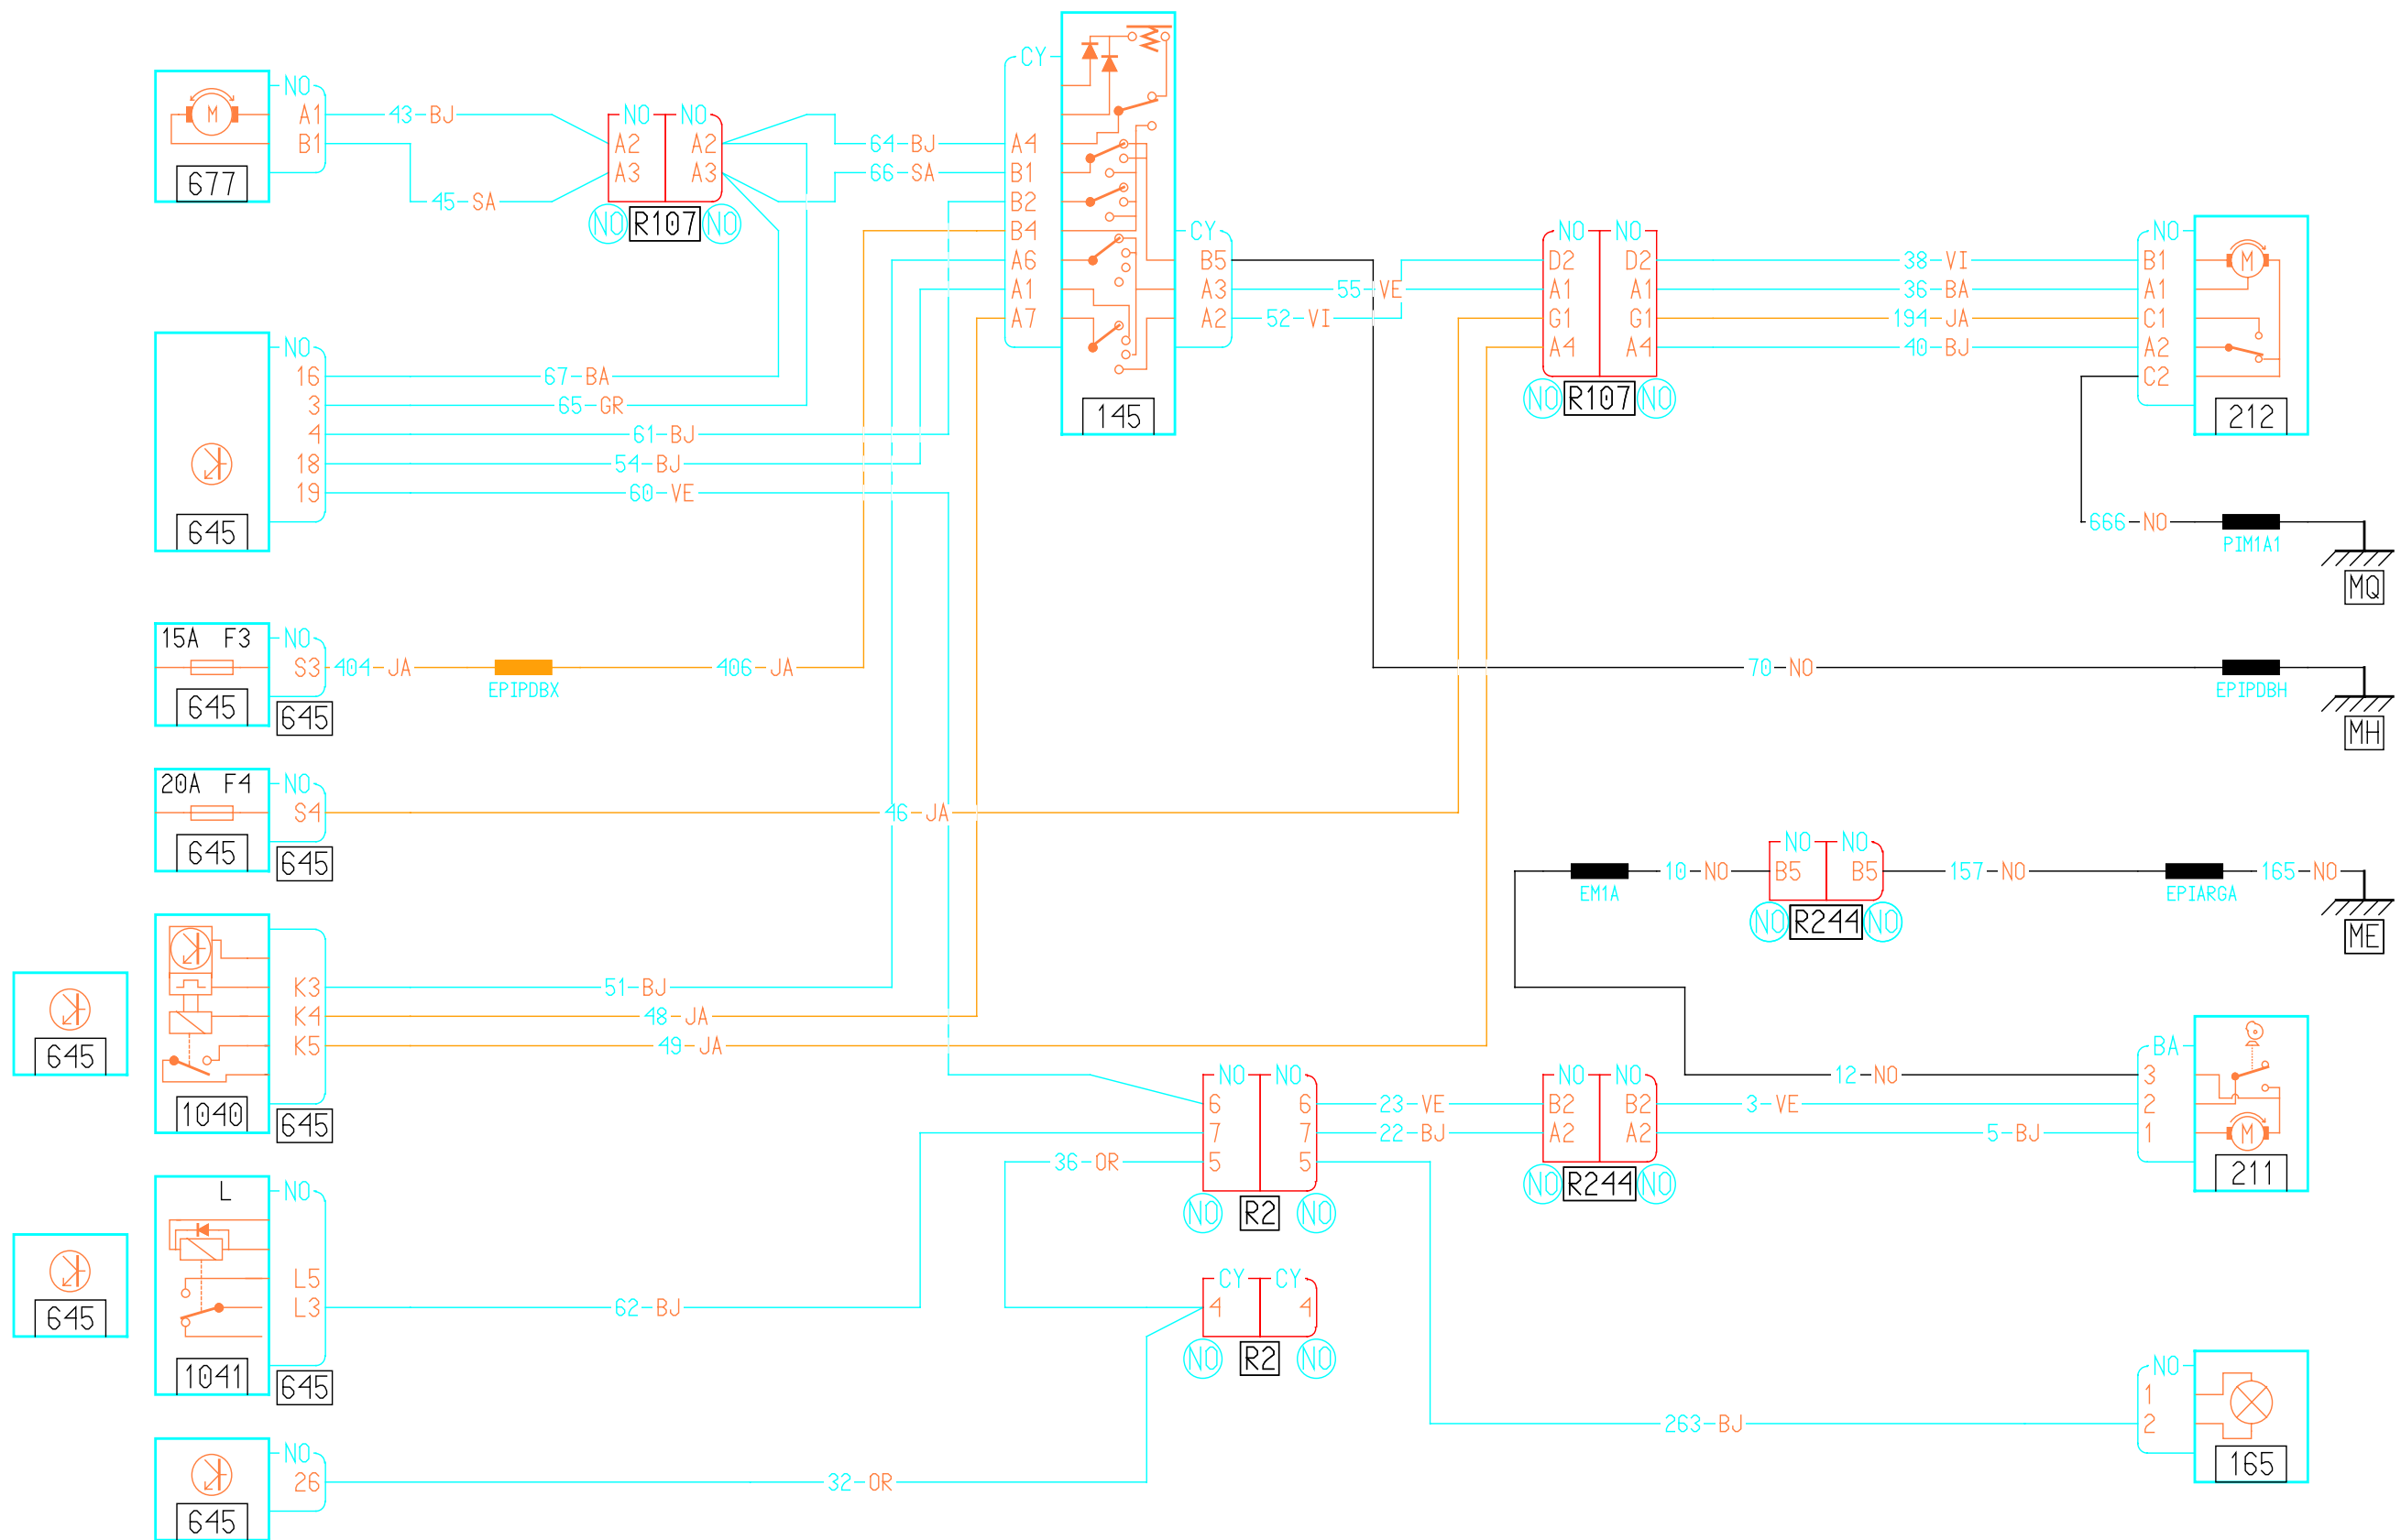 NO
A1
B1
M
677
43-BJ
45-SA
NO NO
A2 A2
A3 A3
NO R107 NO
64-BJ
66-SA
CY
A4
B1
B2
B4
A6
A1
A7
145
CY
B5
A3
A2
55-VE
52-VI
NO NO
D2 D2
A1 A1
G1 G1
A4 A4
NO R107 NO
38-VI
36-BA
194-JA
40-BJ
NO
B1
A1
C1
A2
C2
M
212
666-NO
PIM1A1
MQ
NO
16
3
4
18
19
645
67-BA
65-GR
61-BJ
54-BJ
60-VE
15A F3
NO
S3
645
645
404-JA
EPIPDBX
406-JA
70-NO
EPIPDBH
MH
20A F4
NO
S4
645
645
46-JA
EM1A
10-NO
NO NO
B5 B5
NO R244 NO
157-NO
EPIARGA
165-NO
ME
645
K3
K4
K5
1040
645
51-BJ
48-JA
49-JA
NO NO
6 6
7 7
5 5
NO R2 NO
36-OR
23-VE
22-BJ
NO NO
B2 B2
A2 A2
NO R244 NO
12-NO
3-VE
5-BJ
BA
3
2
1
M
211
645
L
NO
L5
L3
1041
645
62-BJ
CY CY
4 4
NO R2 NO
263-BJ
NO
1
2
165
NO
26
645
32-OR